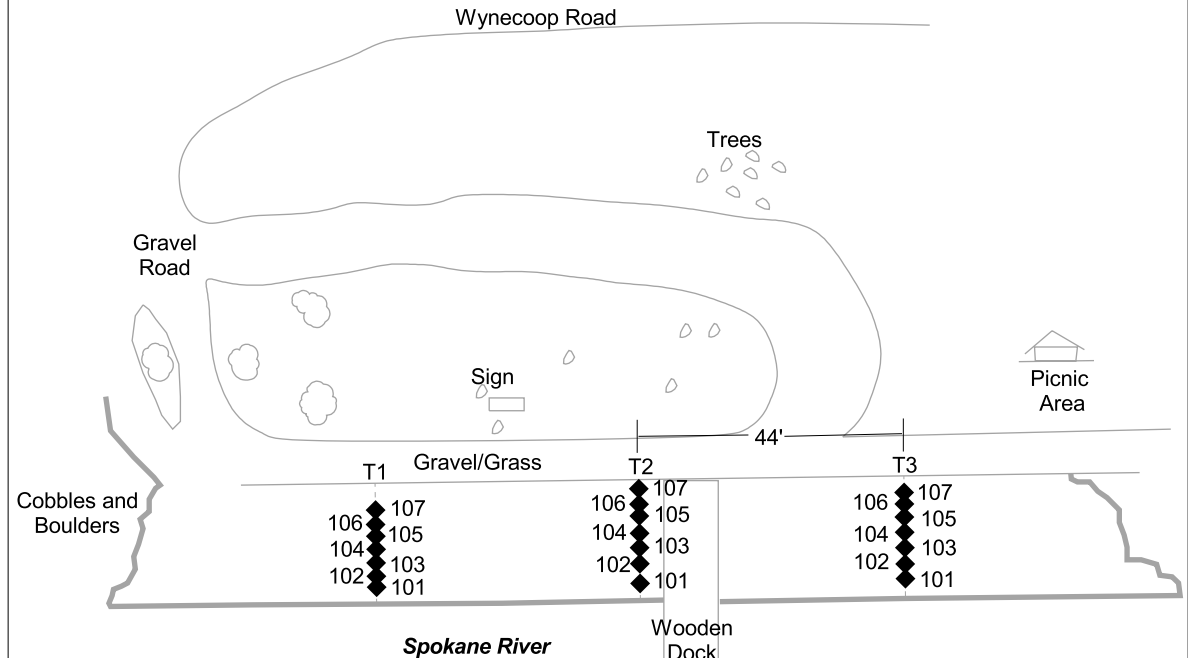 Wynecoop Road
Trees
Gravel
Road
Sign
Picnic
Area
44'
Gravel/Grass
T1
T2
T3
Cobbles and
Boulders
107
106
105
104
103
102
101
107
106
105
104
103
102
101
107
106
105
104
103
102
101
Wooden
Dock
Spokane River